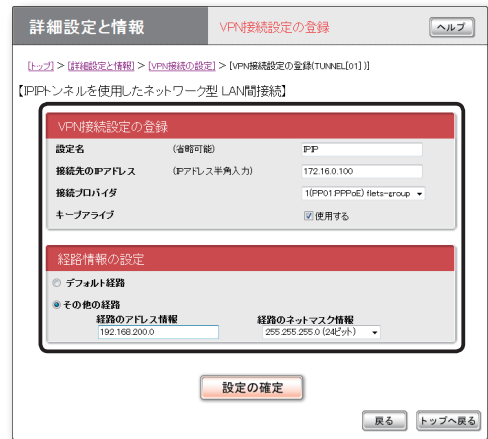 詳細設定と情報 VPN接続設定の登録 ヘルプ
[トップ] > [詳細設定と情報] > [VPN接続の設定] > [VPN接続設定の登録(TUNNEL[01])]
【IPIPトンネルを使用したネットワーク型 LAN間接続】
VPN接続設定の登録
設定名 (省略可能) IPIP
接続先のIPアドレス (IPアドレス半角入力) 172.16.0.100
接続プロバイダ 1(PP01:PPPoE) flets-group
キープアライブ 使用する
経路情報の設定
デフォルト経路
その他の経路
経路のアドレス情報 経路のネットマスク情報
192.168.200.0 255.255.255.0 (24ビット)
設定の確定
戻る トップへ戻る